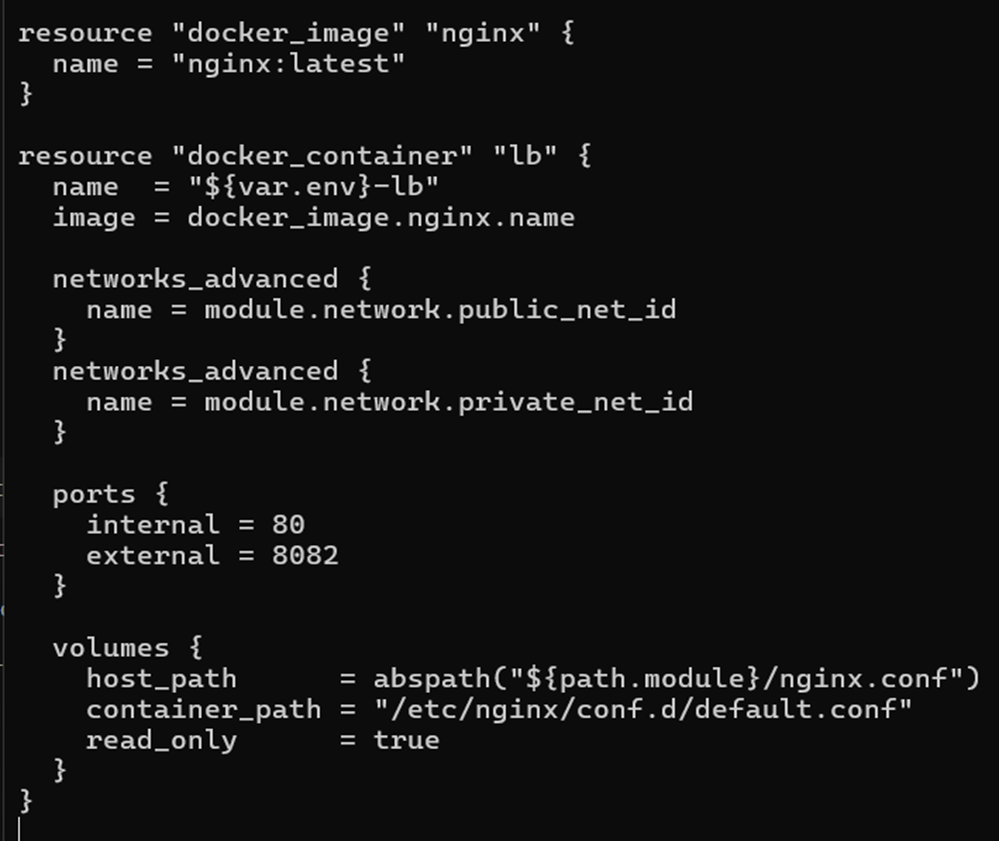 resource "docker_image" "nginx" {
  name = "nginx:latest"
}

resource "docker_container" "lb" {
  name  = "${var.env}-lb"
  image = docker_image.nginx.name

  networks_advanced {
    name = module.network.public_net_id
  }
  networks_advanced {
    name = module.network.private_net_id
  }

  ports {
    internal = 80
    external = 8082
  }

  volumes {
    host_path      = abspath("${path.module}/nginx.conf")
    container_path = "/etc/nginx/conf.d/default.conf"
    read_only      = true
  }
}